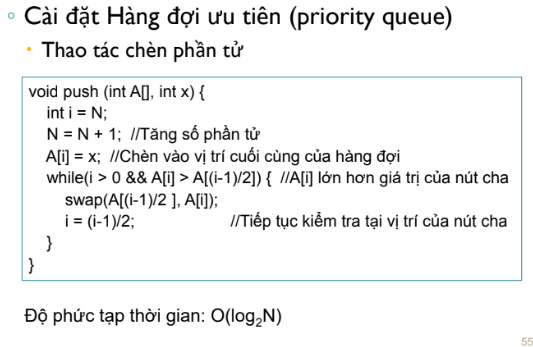 Cài đặt Hàng đợi ưu tiên (priority queue)
• Thao tác chèn phần tử
void push (int A[], int x) {
int i = N;
N = N + 1; //Tăng số phần tử
A[i] = x; //Chèn vào vị trí cuối cùng của hàng đợi
while(i > 0 && A[i] > A[(i-1)/2]) { //A[i] lớn hơn giá trị của nút cha
swap(A[(i-1)/2 ], A[i]);
i = (i-1)/2; //Tiếp tục kiểm tra tại vị trí của nút cha
}
}
Độ phức tạp thời gian: O(log₂N)
55